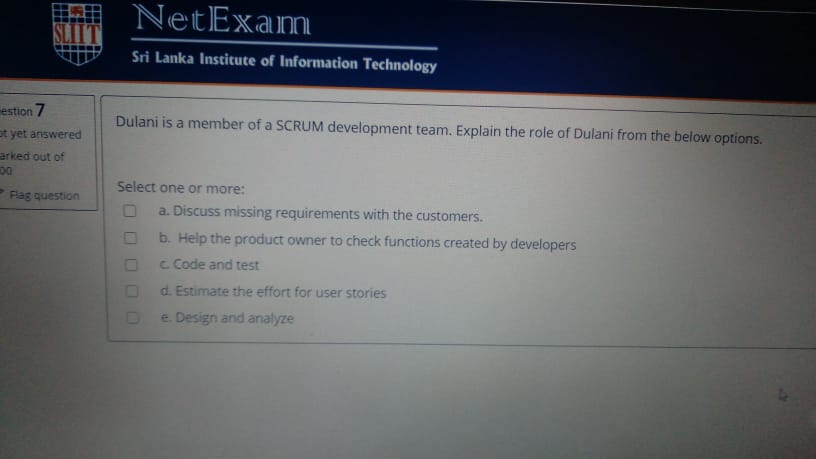 SLIIT
NetExam
Sri Lanka Institute of Information Technology
estion 7
ot yet answered
arked out of
00
Flag question
Dulani is a member of a SCRUM development team. Explain the role of Dulani from the below options.
Select one or more:
a. Discuss missing requirements with the customers.
b. Help the product owner to check functions created by developers
c. Code and test
d. Estimate the effort for user stories
e. Design and analyze